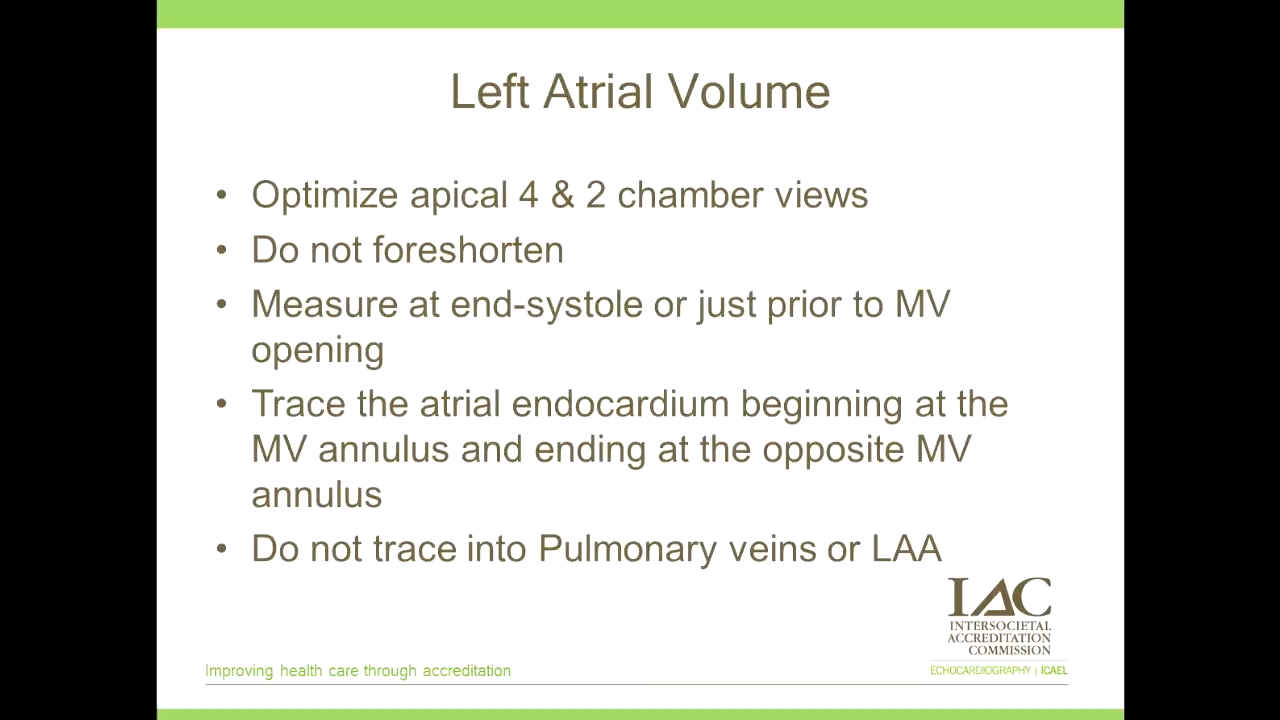 Left Atrial Volume
• Optimize apical 4 & 2 chamber views
• Do not foreshorten
• Measure at end-systole or just prior to MV
opening
• Trace the atrial endocardium beginning at the
MV annulus and ending at the opposite MV
annulus
• Do not trace into Pulmonary veins or LAA
IAC
INTERSOCIETAL
ACCREDITATION
COMMISSION
ECHOCARDIOGRAPHY | ICAEL
Improving health care through accreditation